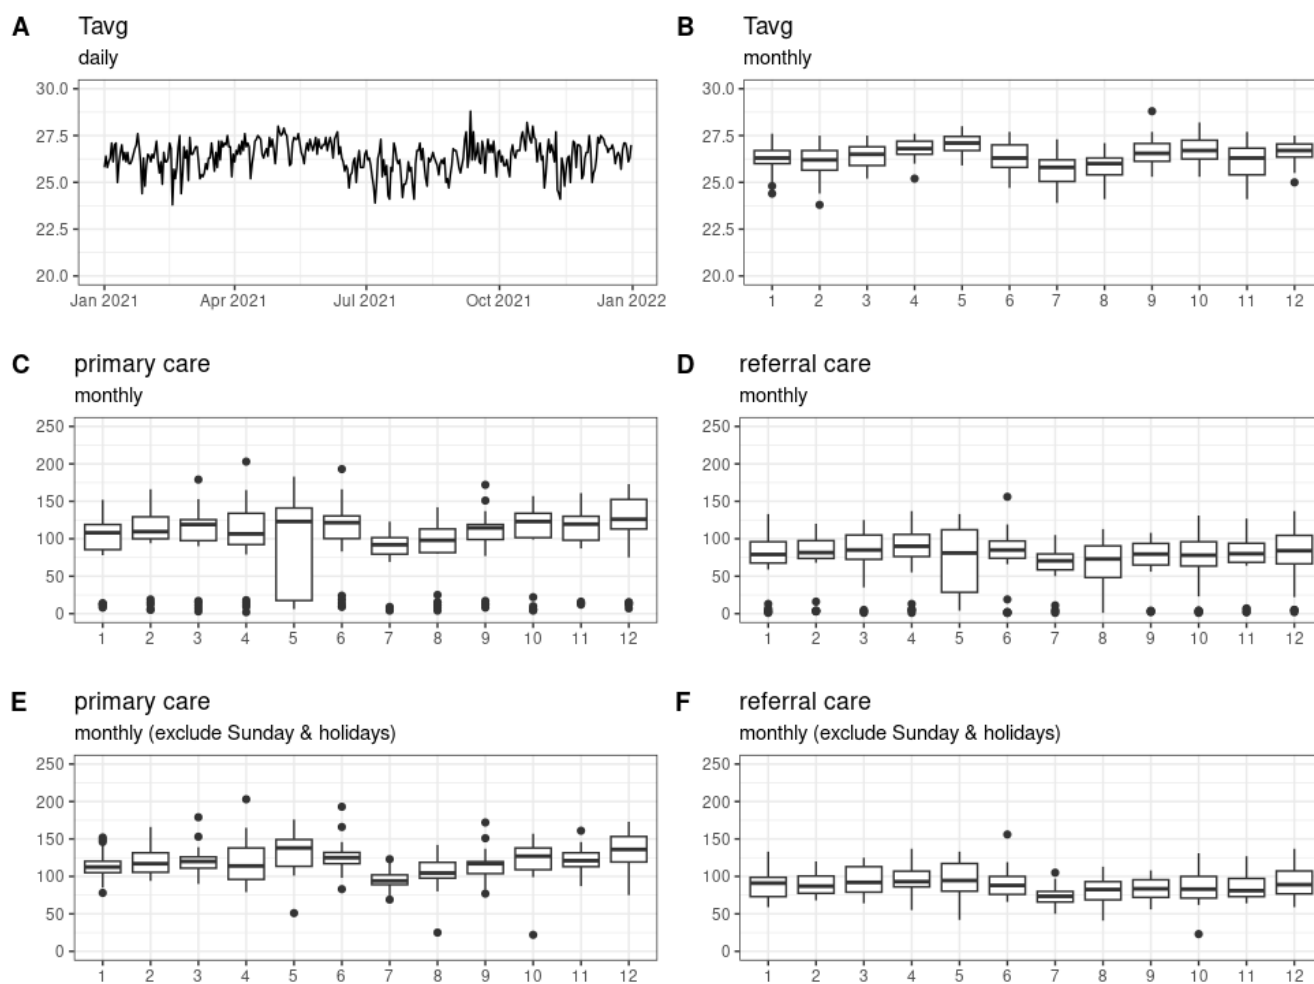 A Tavg
daily
30.0
27.5
25.0
22.5
20.0
Jan 2021 Apr 2021 Jul 2021 Oct 2021 Jan 2022
B Tavg
monthly
30.0
27.5
25.0
22.5
20.0
1 2 3 4 5 6 7 8 9 10 11 12
C primary care
monthly
250
200
150
100
50
0
1 2 3 4 5 6 7 8 9 10 11 12
D referral care
monthly
250
200
150
100
50
0
1 2 3 4 5 6 7 8 9 10 11 12
E primary care
monthly (exclude Sunday & holidays)
250
200
150
100
50
0
1 2 3 4 5 6 7 8 9 10 11 12
F referral care
monthly (exclude Sunday & holidays)
250
200
150
100
50
0
1 2 3 4 5 6 7 8 9 10 11 12